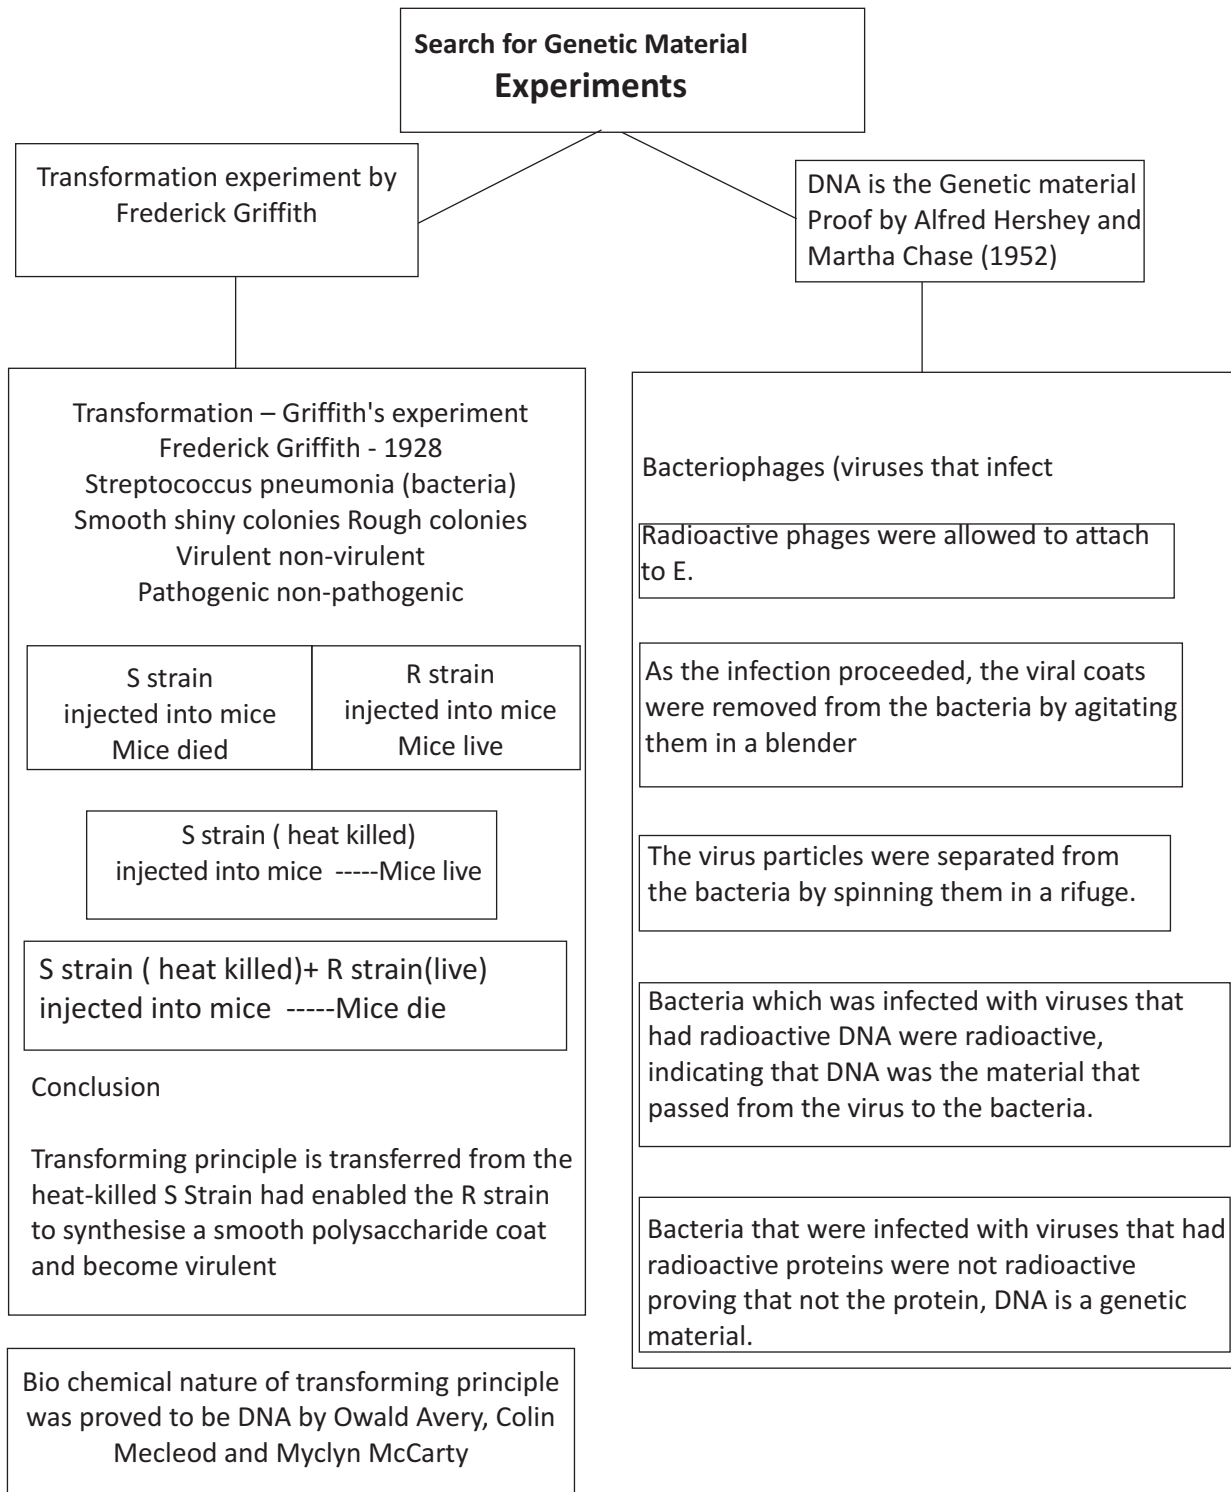 Search for Genetic Material
Experiments
Transformation experiment by
Frederick Griffith
DNA is the Genetic material
Proof by Alfred Hershey and
Martha Chase (1952)
Transformation – Griffith's experiment
Frederick Griffith - 1928
Streptococcus pneumonia (bacteria)
Smooth shiny colonies Rough colonies
Virulent non-virulent
Pathogenic non-pathogenic
S strain
injected into mice
Mice died
R strain
injected into mice
Mice live
S strain ( heat killed)
injected into mice -----Mice live
S strain ( heat killed)+ R strain(live)
injected into mice -----Mice die
Conclusion
Transforming principle is transferred from the
heat-killed S Strain had enabled the R strain
to synthesise a smooth polysaccharide coat
and become virulent
Bio chemical nature of transforming principle
was proved to be DNA by Owald Avery, Colin
Mecleod and Myclyn McCarty
Bacteriophages (viruses that infect
Radioactive phages were allowed to attach
to E.
As the infection proceeded, the viral coats
were removed from the bacteria by agitating
them in a blender
The virus particles were separated from
the bacteria by spinning them in a rifuge.
Bacteria which was infected with viruses that
had radioactive DNA were radioactive,
indicating that DNA was the material that
passed from the virus to the bacteria.
Bacteria that were infected with viruses that had
radioactive proteins were not radioactive
proving that not the protein, DNA is a genetic
material.